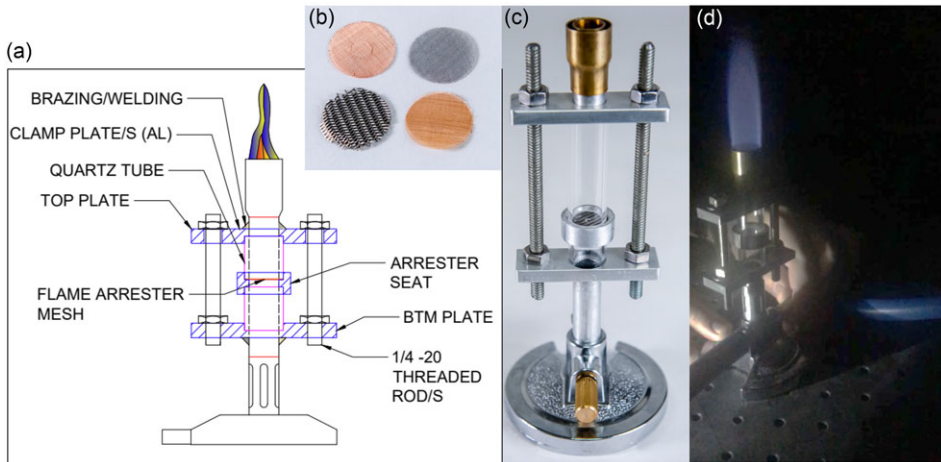 (a)
BRAZING/WELDING
CLAMP PLATE/S (AL)
QUARTZ TUBE
TOP PLATE
FLAME ARRESTER
MESH
ARRESTER
SEAT
BTM PLATE
1/4 -20
THREADED
ROD/S
(b)
(c)
(d)